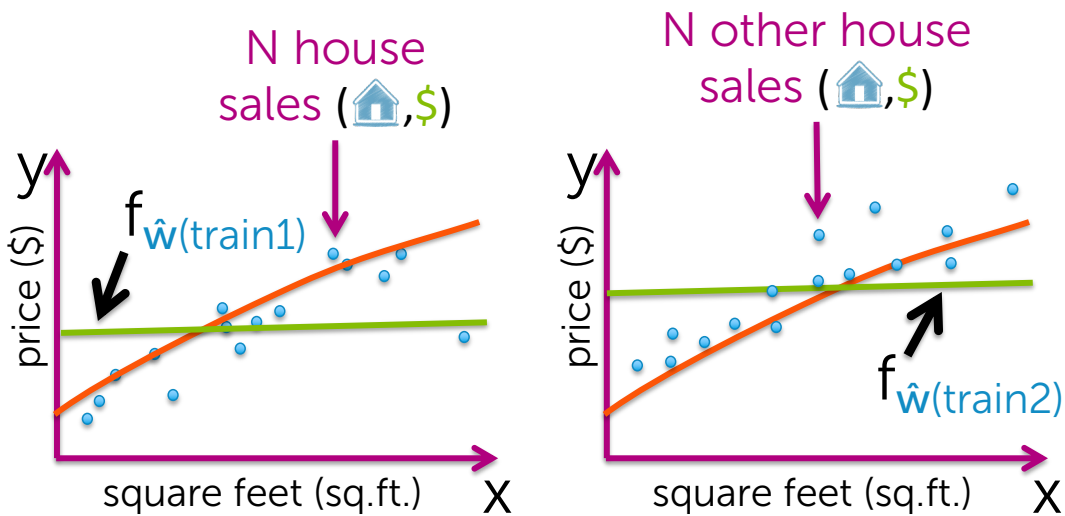 N house
sales (,$)
y
f ŵ(train1)
price ($)
square feet (sq.ft.)
x
N other house
sales (,$)
y
price ($)
f ŵ(train2)
square feet (sq.ft.)
x